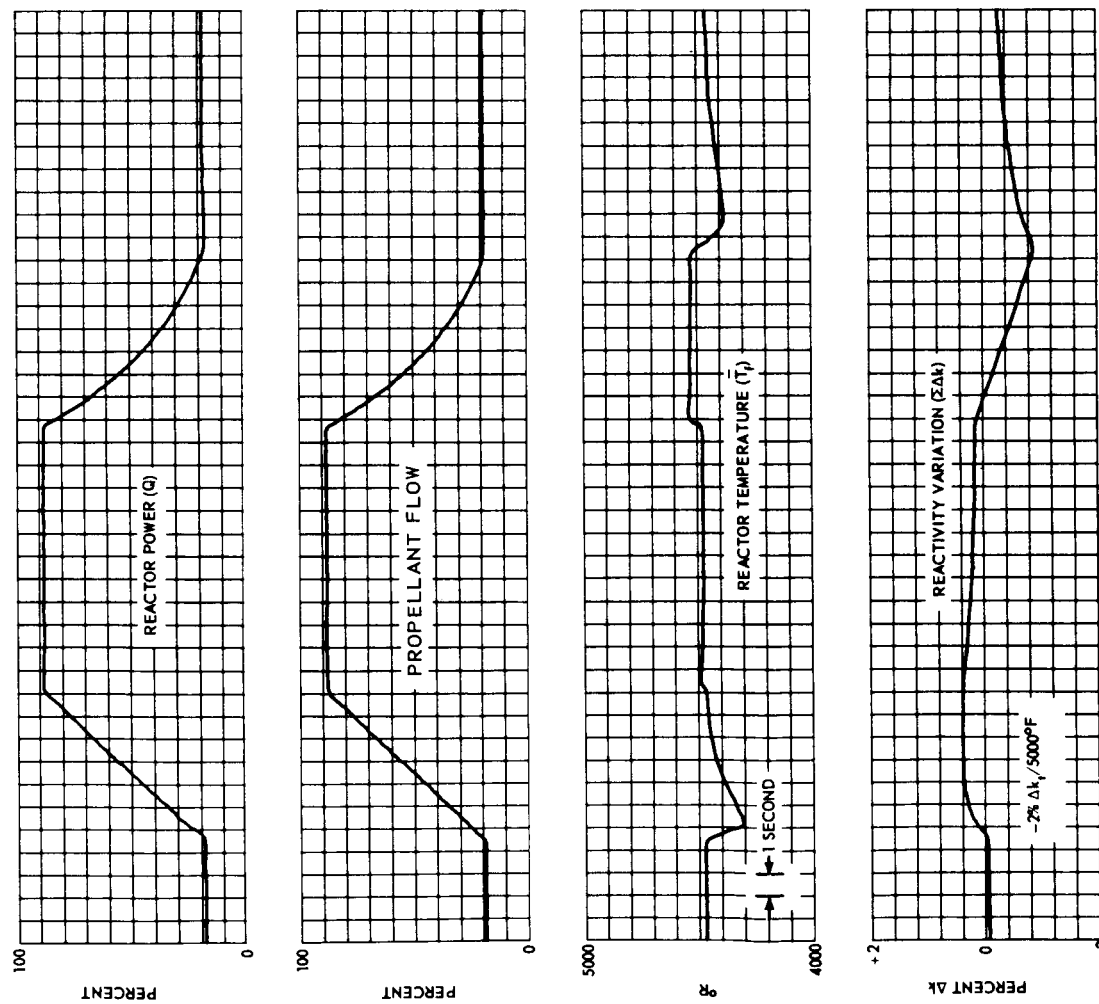 100
PERCENT
0
REACTOR POWER (Q)
100
PERCENT
0
PROPELLANT FLOW
5000
°R
4000
REACTOR TEMPERATURE (T̄f)
1 SECOND
+2
0
PERCENT Δk
REACTIVITY VARIATION (ΣΔk)
-2% Δkf/5000°F